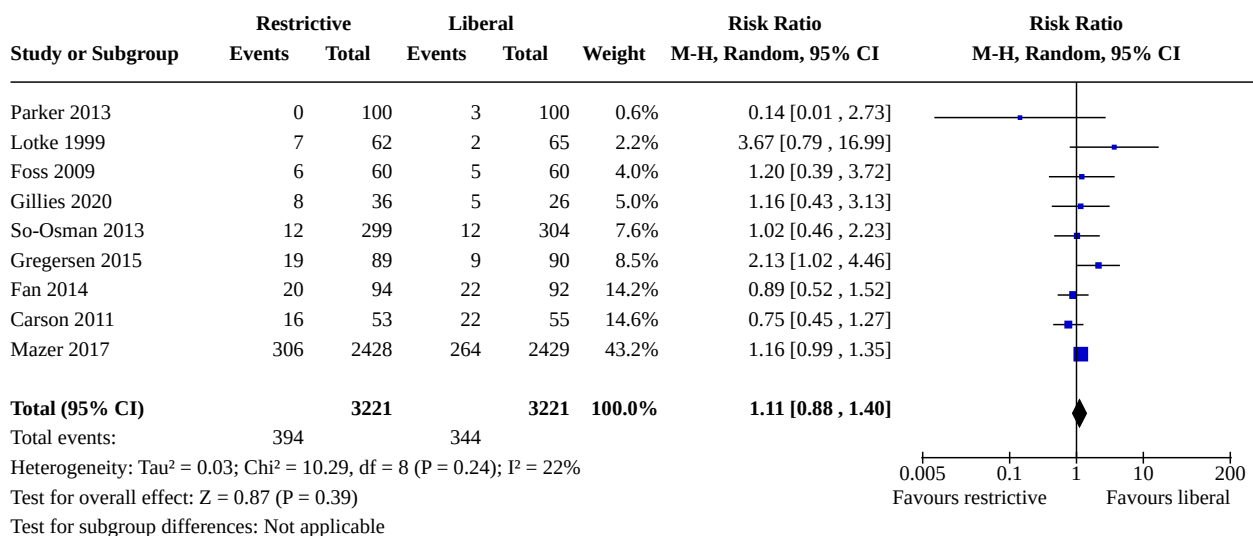 Restrictive Liberal Risk Ratio Risk Ratio
Study or Subgroup Events Total Events Total Weight M-H, Random, 95% CI M-H, Random, 95% CI
Parker 2013 0 100 3 100 0.6% 0.14 [0.01 , 2.73]
Lotke 1999 7 62 2 65 2.2% 3.67 [0.79 , 16.99]
Foss 2009 6 60 5 60 4.0% 1.20 [0.39 , 3.72]
Gillies 2020 8 36 5 26 5.0% 1.16 [0.43 , 3.13]
So-Osman 2013 12 299 12 304 7.6% 1.02 [0.46 , 2.23]
Gregersen 2015 19 89 9 90 8.5% 2.13 [1.02 , 4.46]
Fan 2014 20 94 22 92 14.2% 0.89 [0.52 , 1.52]
Carson 2011 16 53 22 55 14.6% 0.75 [0.45 , 1.27]
Mazer 2017 306 2428 264 2429 43.2% 1.16 [0.99 , 1.35]
Total (95% CI) 3221 3221 100.0% 1.11 [0.88 , 1.40]
Total events: 394 344
Heterogeneity: Tau² = 0.03; Chi² = 10.29, df = 8 (P = 0.24); I² = 22%
0.005 0.1 1 10 200
Test for overall effect: Z = 0.87 (P = 0.39)
Favours restrictive Favours liberal
Test for subgroup differences: Not applicable